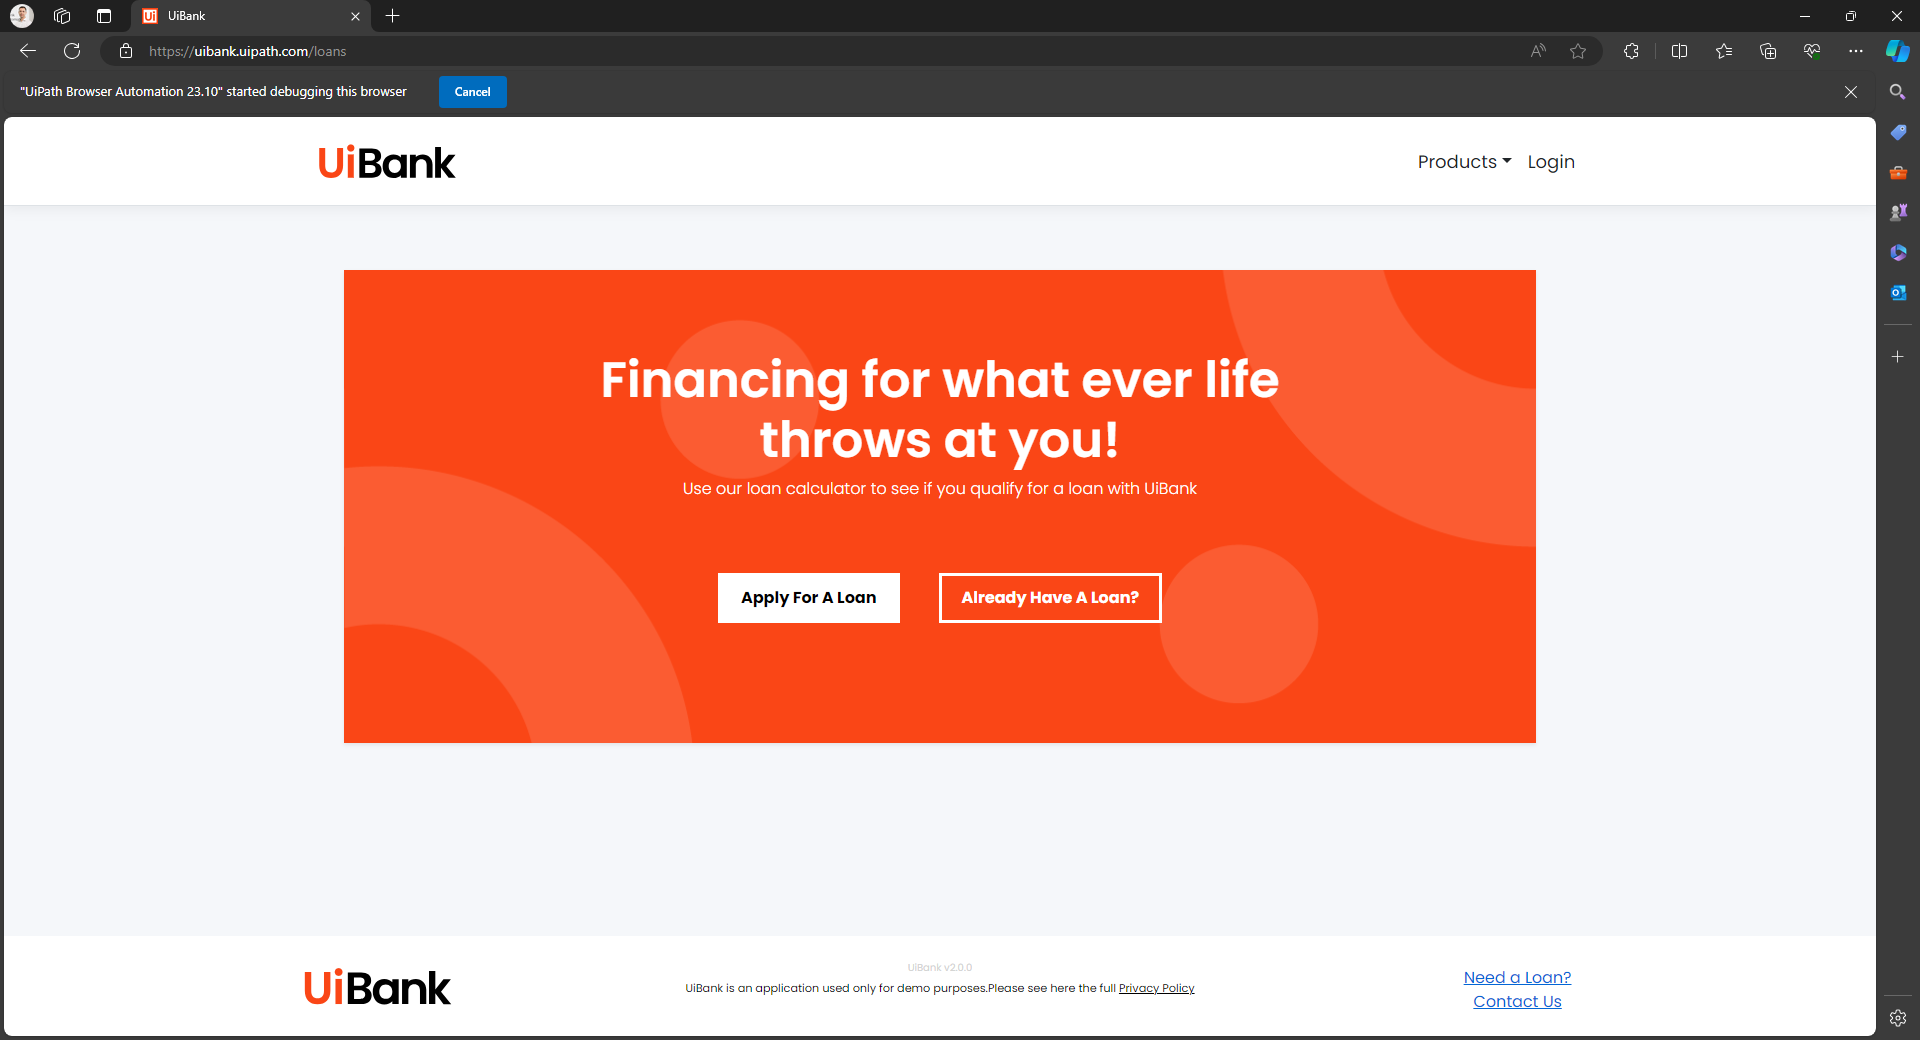 UiBank
https://uibank.uipath.com/loans
"UiPath Browser Automation 23.10" started debugging this browser
Cancel
UiBank
Products
Login
Financing for what ever life
throws at you!
Use our loan calculator to see if you qualify for a loan with UiBank
Apply For A Loan
Already Have A Loan?
UiBank
UiBank v2.0.0
UiBank is an application used only for demo purposes.Please see here the full Privacy Policy
Need a Loan?
Contact Us